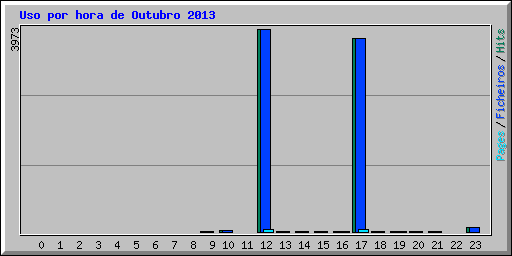 Uso por hora de Outubro 2013
3973
Pages / Ficheiros / Hits
0 1 2 3 4 5 6 7 8 9 10 11 12 13 14 15 16 17 18 19 20 21 22 23